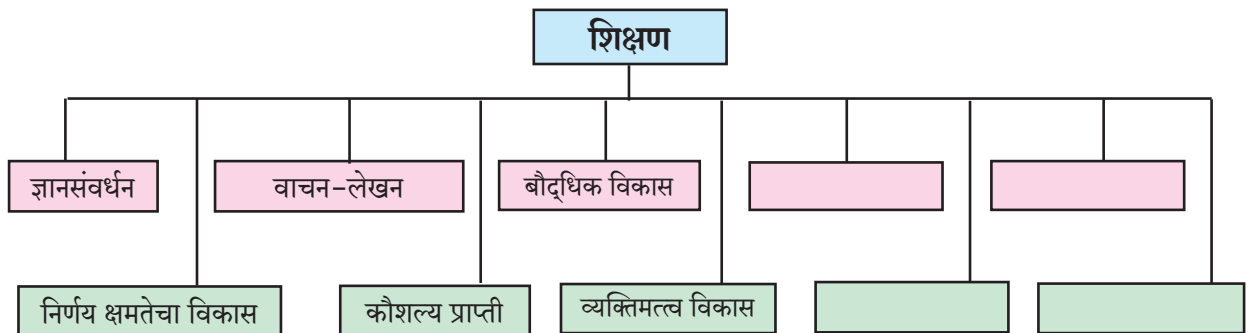 शिक्षण
ज्ञानसंवर्धन
वाचन-लेखन
बौद्धिक विकास
निर्णय क्षमतेचा विकास
कौशल्य प्राप्ती
व्यक्तिमत्त्व विकास